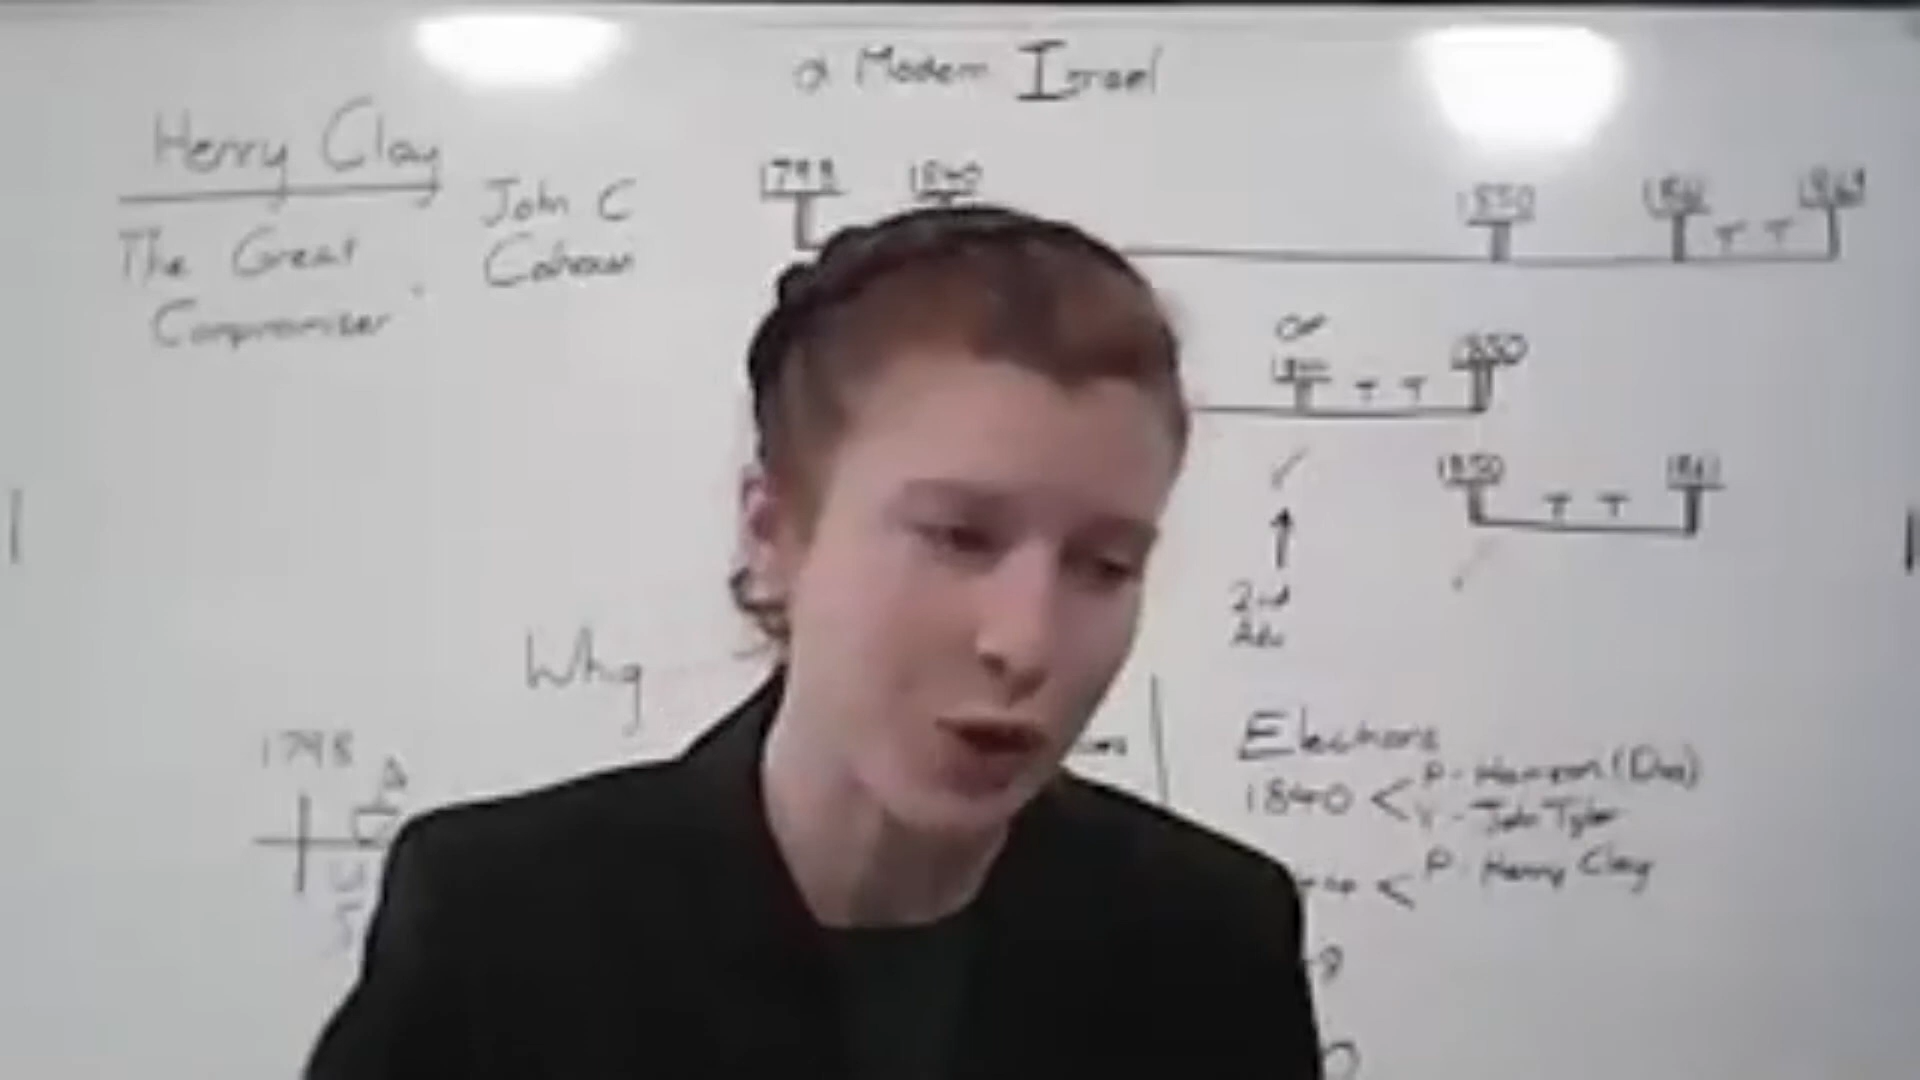 α Modern Israel
Henry Clay
The Great
Compromiser
John C
Calhoun
1798 1840 1850 1861
1850
1850 1861
2nd
Adv
Whig
1798
Elections
1840 < P - Harrison (Dies)
V - John Tyler
< P - Henry Clay